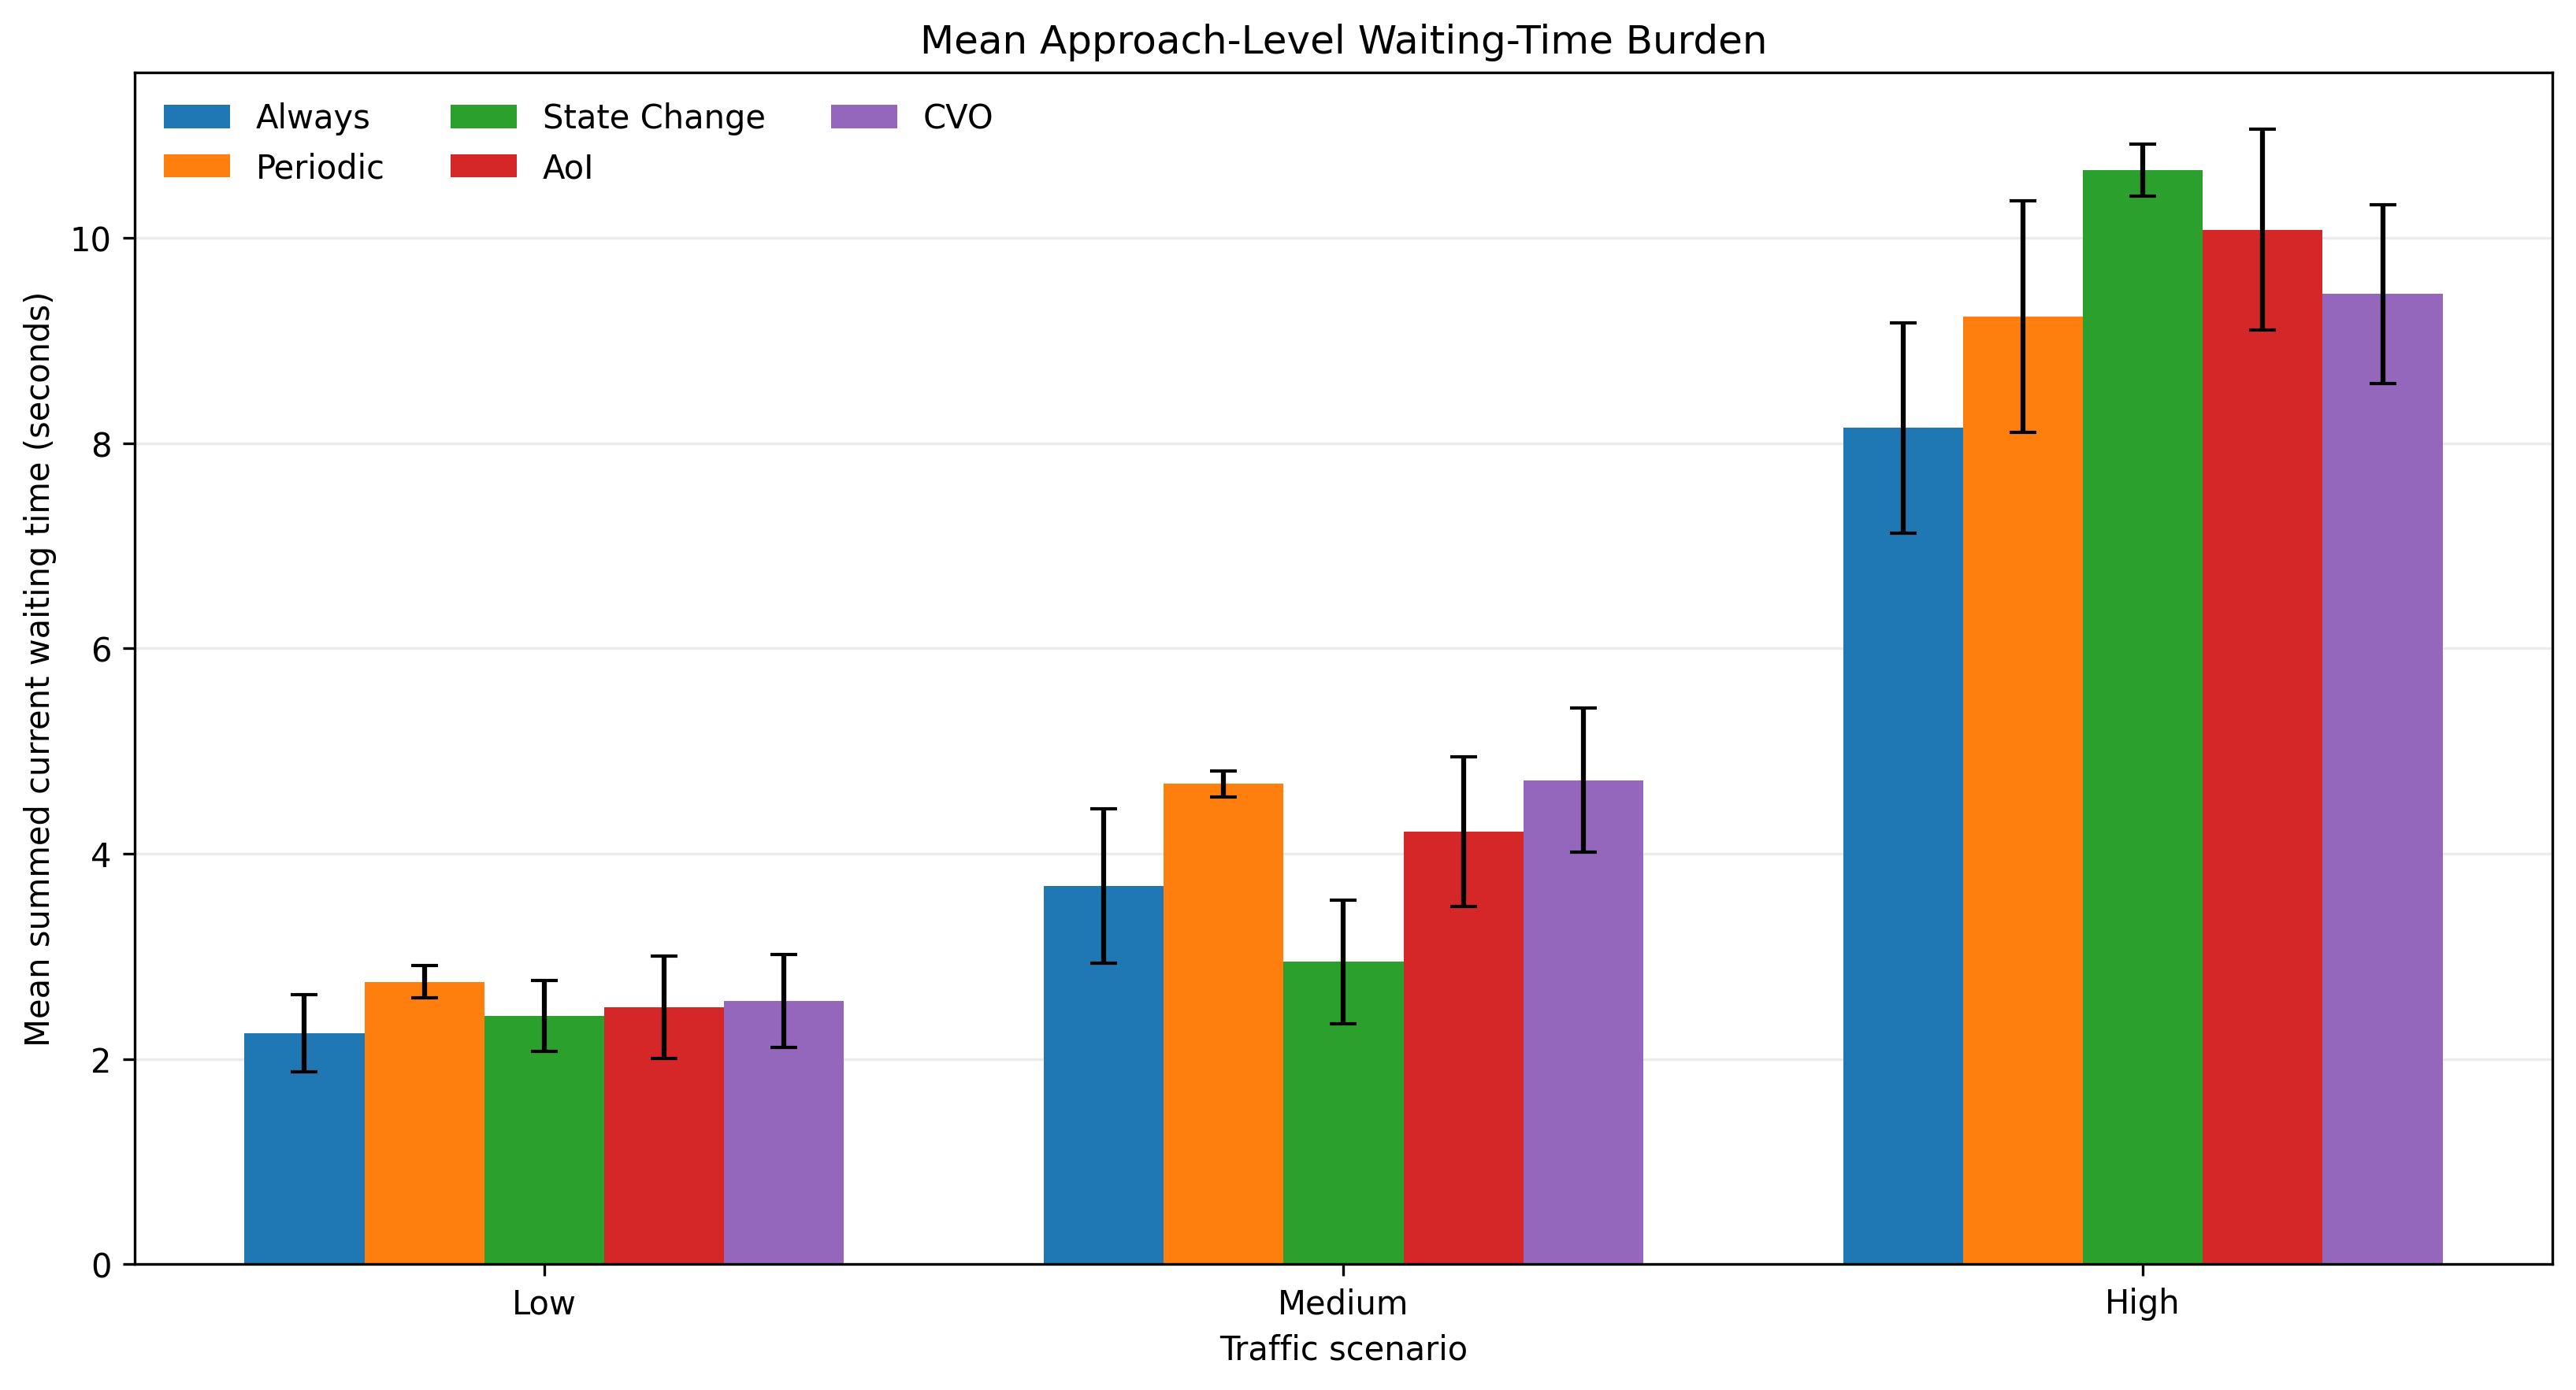 Mean Approach-Level Waiting-Time Burden
Always
Periodic
State Change
AoI
CVO
Mean summed current waiting time (seconds)
10
8
6
4
2
0
Low
Medium
High
Traffic scenario